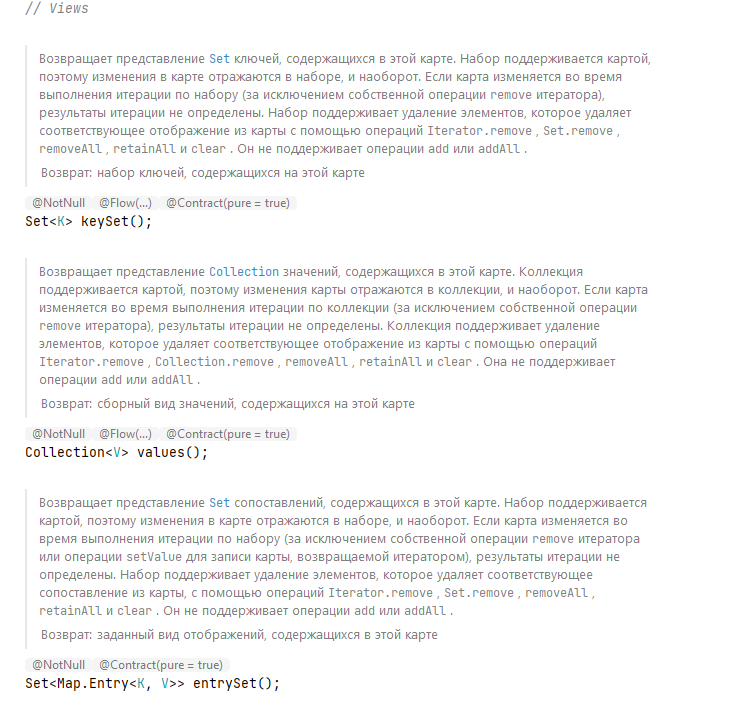 // Views
Возвращает представление Set ключей, содержащихся в этой карте. Набор поддерживается картой,
поэтому изменения в карте отражаются в наборе, и наоборот. Если карта изменяется во время
выполнения итерации по набору (за исключением собственной операции remove итератора),
результаты итерации не определены. Набор поддерживает удаление элементов, которое удаляет
соответствующее отображение из карты с помощью операций Iterator.remove , Set.remove ,
removeAll , retainAll и clear . Он не поддерживает операции add или addAll .
Возврат: набор ключей, содержащихся на этой карте
@NotNull @Flow(...) @Contract(pure = true)
Set<K> keySet();
Возвращает представление Collection значений, содержащихся в этой карте. Коллекция
поддерживается картой, поэтому изменения карты отражаются в коллекции, и наоборот. Если карта
изменяется во время выполнения итерации по коллекции (за исключением собственной операции
remove итератора), результаты итерации не определены. Коллекция поддерживает удаление
элементов, которое удаляет соответствующее отображение из карты с помощью операций
Iterator.remove , Collection.remove , removeAll , retainAll и clear . Она не поддерживает
операции add или addAll .
Возврат: сборный вид значений, содержащихся на этой карте
@NotNull @Flow(...) @Contract(pure = true)
Collection<V> values();
Возвращает представление Set сопоставлений, содержащихся в этой карте. Набор поддерживается
картой, поэтому изменения в карте отражаются в наборе, и наоборот. Если карта изменяется во
время выполнения итерации по набору (за исключением собственной операции remove итератора
или операции setValue для записи карты, возвращаемой итератором), результаты итерации не
определены. Набор поддерживает удаление элементов, которое удаляет соответствующее
сопоставление из карты, с помощью операций Iterator.remove , Set.remove , removeAll ,
retainAll и clear . Он не поддерживает операции add или addAll .
Возврат: заданный вид отображений, содержащихся в этой карте
@NotNull @Contract(pure = true)
Set<Map.Entry<K, V>> entrySet();